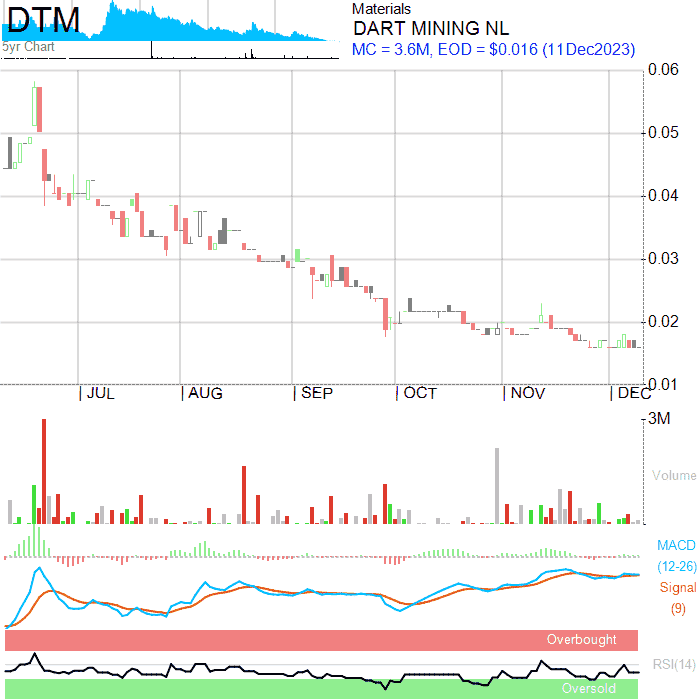 DTM
5yr Chart
Materials
DART MINING NL
MC = 3.6M, EOD = $0.016 (11Dec2023)
0.06
0.05
0.04
0.03
0.02
0.01
JUL
AUG
SEP
OCT
NOV
DEC
3M
Volume
MACD
(12-26)
Signal
(9)
Overbought
RSI(14)
Oversold